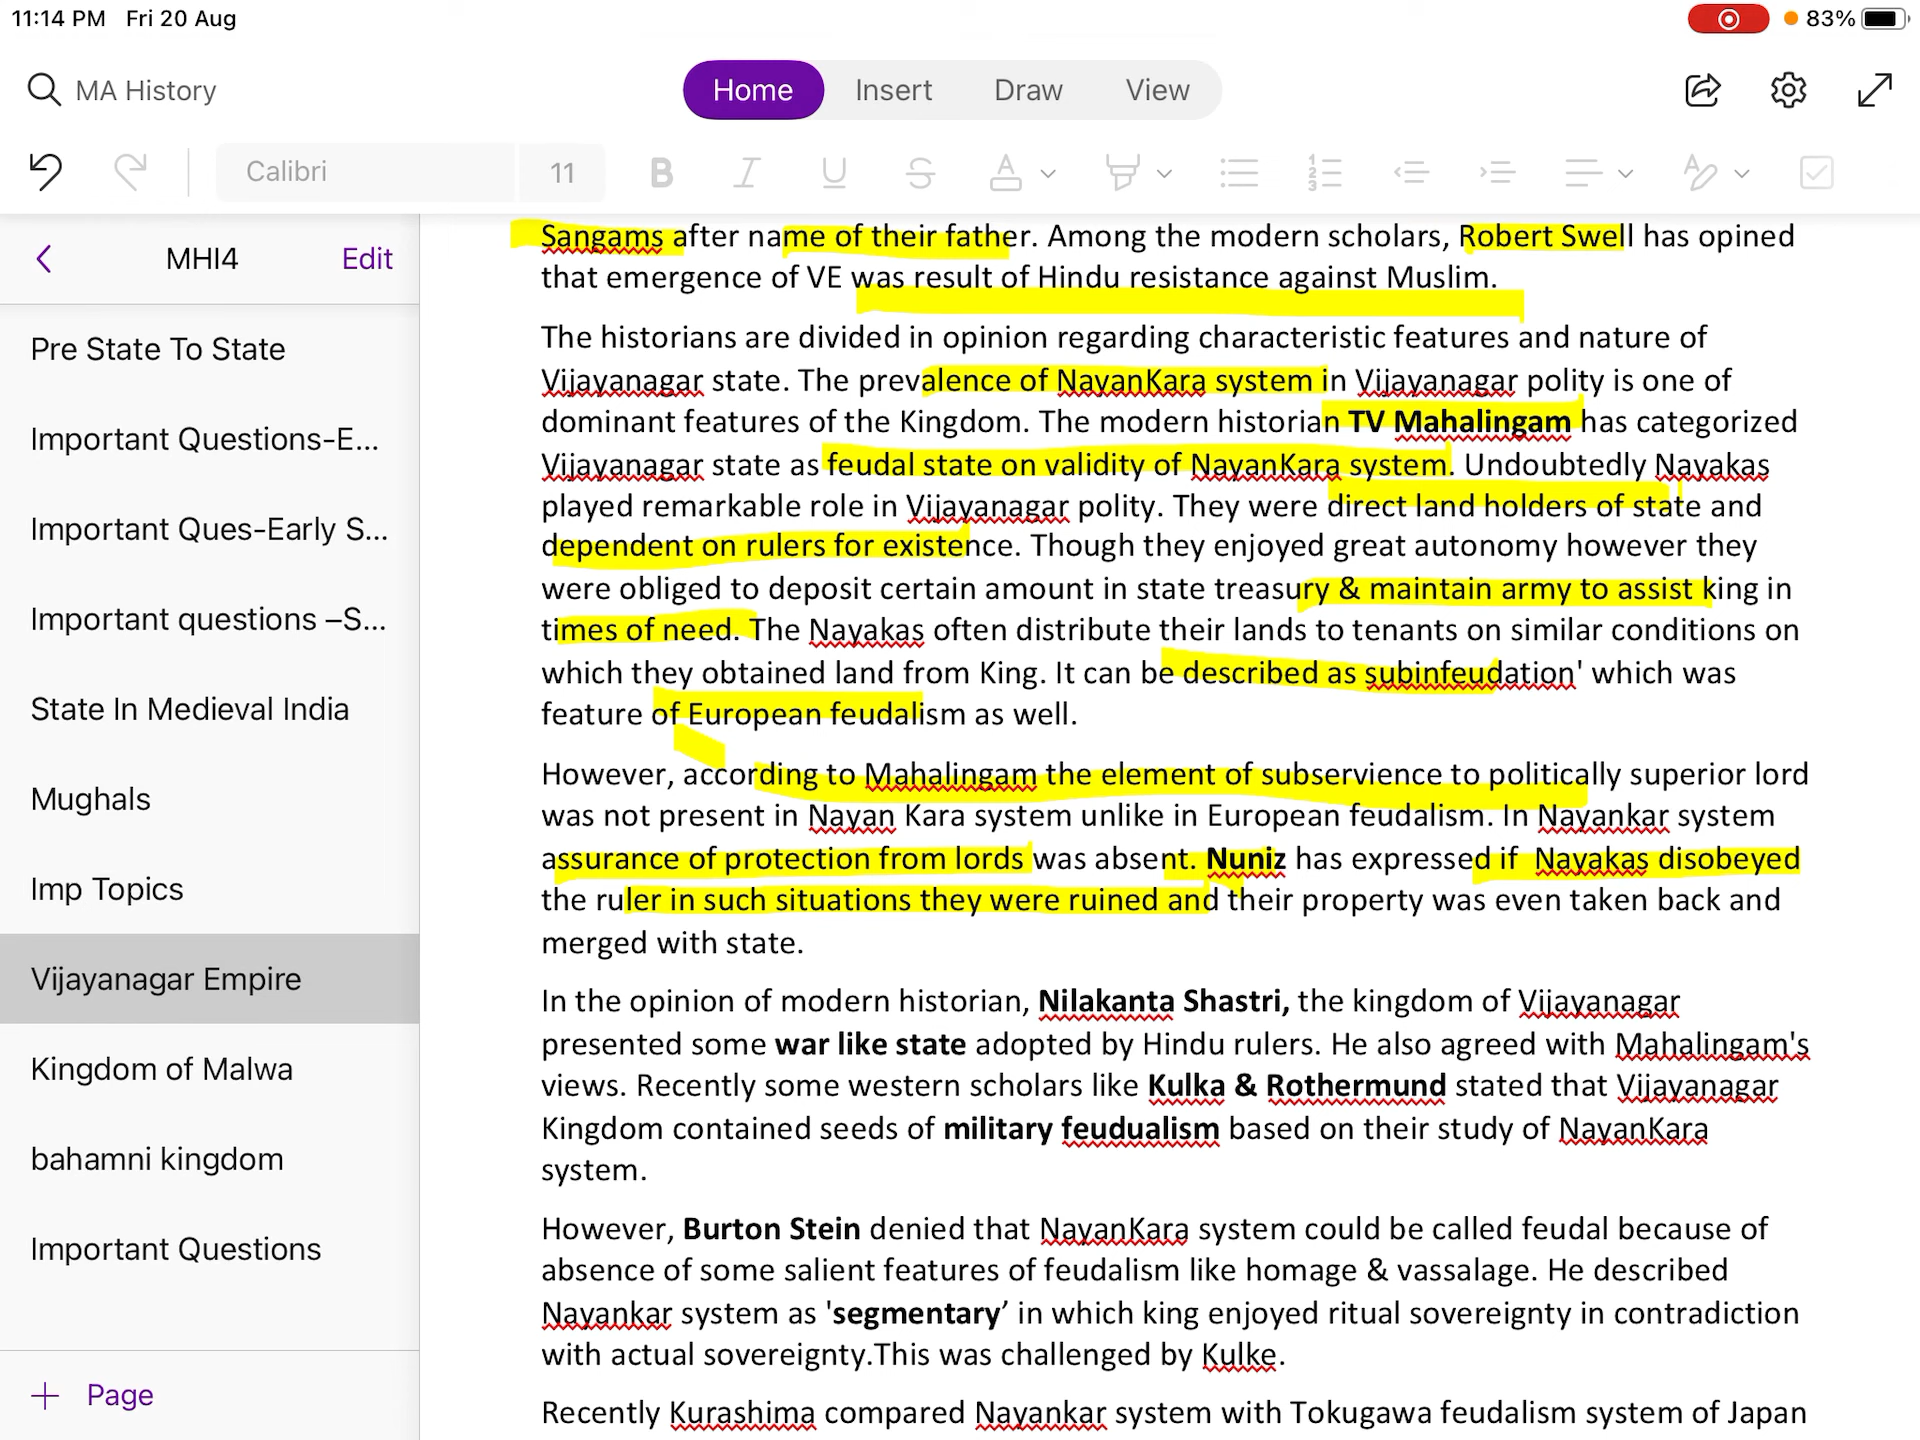 11:14 PM Fri 20 Aug
83%
MA History
Home Insert Draw View
Calibri 11
MHI4 Edit
Pre State To State
Important Questions-E...
Important Ques-Early S...
Important questions –S...
State In Medieval India
Mughals
Imp Topics
Vijayanagar Empire
Kingdom of Malwa
bahamni kingdom
Important Questions
+ Page
Sangams after name of their father. Among the modern scholars, Robert Swell has opined
that emergence of VE was result of Hindu resistance against Muslim.
The historians are divided in opinion regarding characteristic features and nature of
Vijayanagar state. The prevalence of NayanKara system in Vijayanagar polity is one of
dominant features of the Kingdom. The modern historian TV Mahalingam has categorized
Vijayanagar state as feudal state on validity of NayanKara system. Undoubtedly Nayakas
played remarkable role in Vijayanagar polity. They were direct land holders of state and
dependent on rulers for existence. Though they enjoyed great autonomy however they
were obliged to deposit certain amount in state treasury & maintain army to assist king in
times of need. The Nayakas often distribute their lands to tenants on similar conditions on
which they obtained land from King. It can be described as subinfeudation' which was
feature of European feudalism as well.
However, according to Mahalingam the element of subservience to politically superior lord
was not present in Nayan Kara system unlike in European feudalism. In Nayankar system
assurance of protection from lords was absent. Nuniz has expressed if Nayakas disobeyed
the ruler in such situations they were ruined and their property was even taken back and
merged with state.
In the opinion of modern historian, Nilakanta Shastri, the kingdom of Vijayanagar
presented some war like state adopted by Hindu rulers. He also agreed with Mahalingam's
views. Recently some western scholars like Kulka & Rothermund stated that Vijayanagar
Kingdom contained seeds of military feudualism based on their study of NayanKara
system.
However, Burton Stein denied that NayanKara system could be called feudal because of
absence of some salient features of feudalism like homage & vassalage. He described
Nayankar system as 'segmentary’ in which king enjoyed ritual sovereignty in contradiction
with actual sovereignty.This was challenged by Kulke.
Recently Kurashima compared Nayankar system with Tokugawa feudalism system of Japan